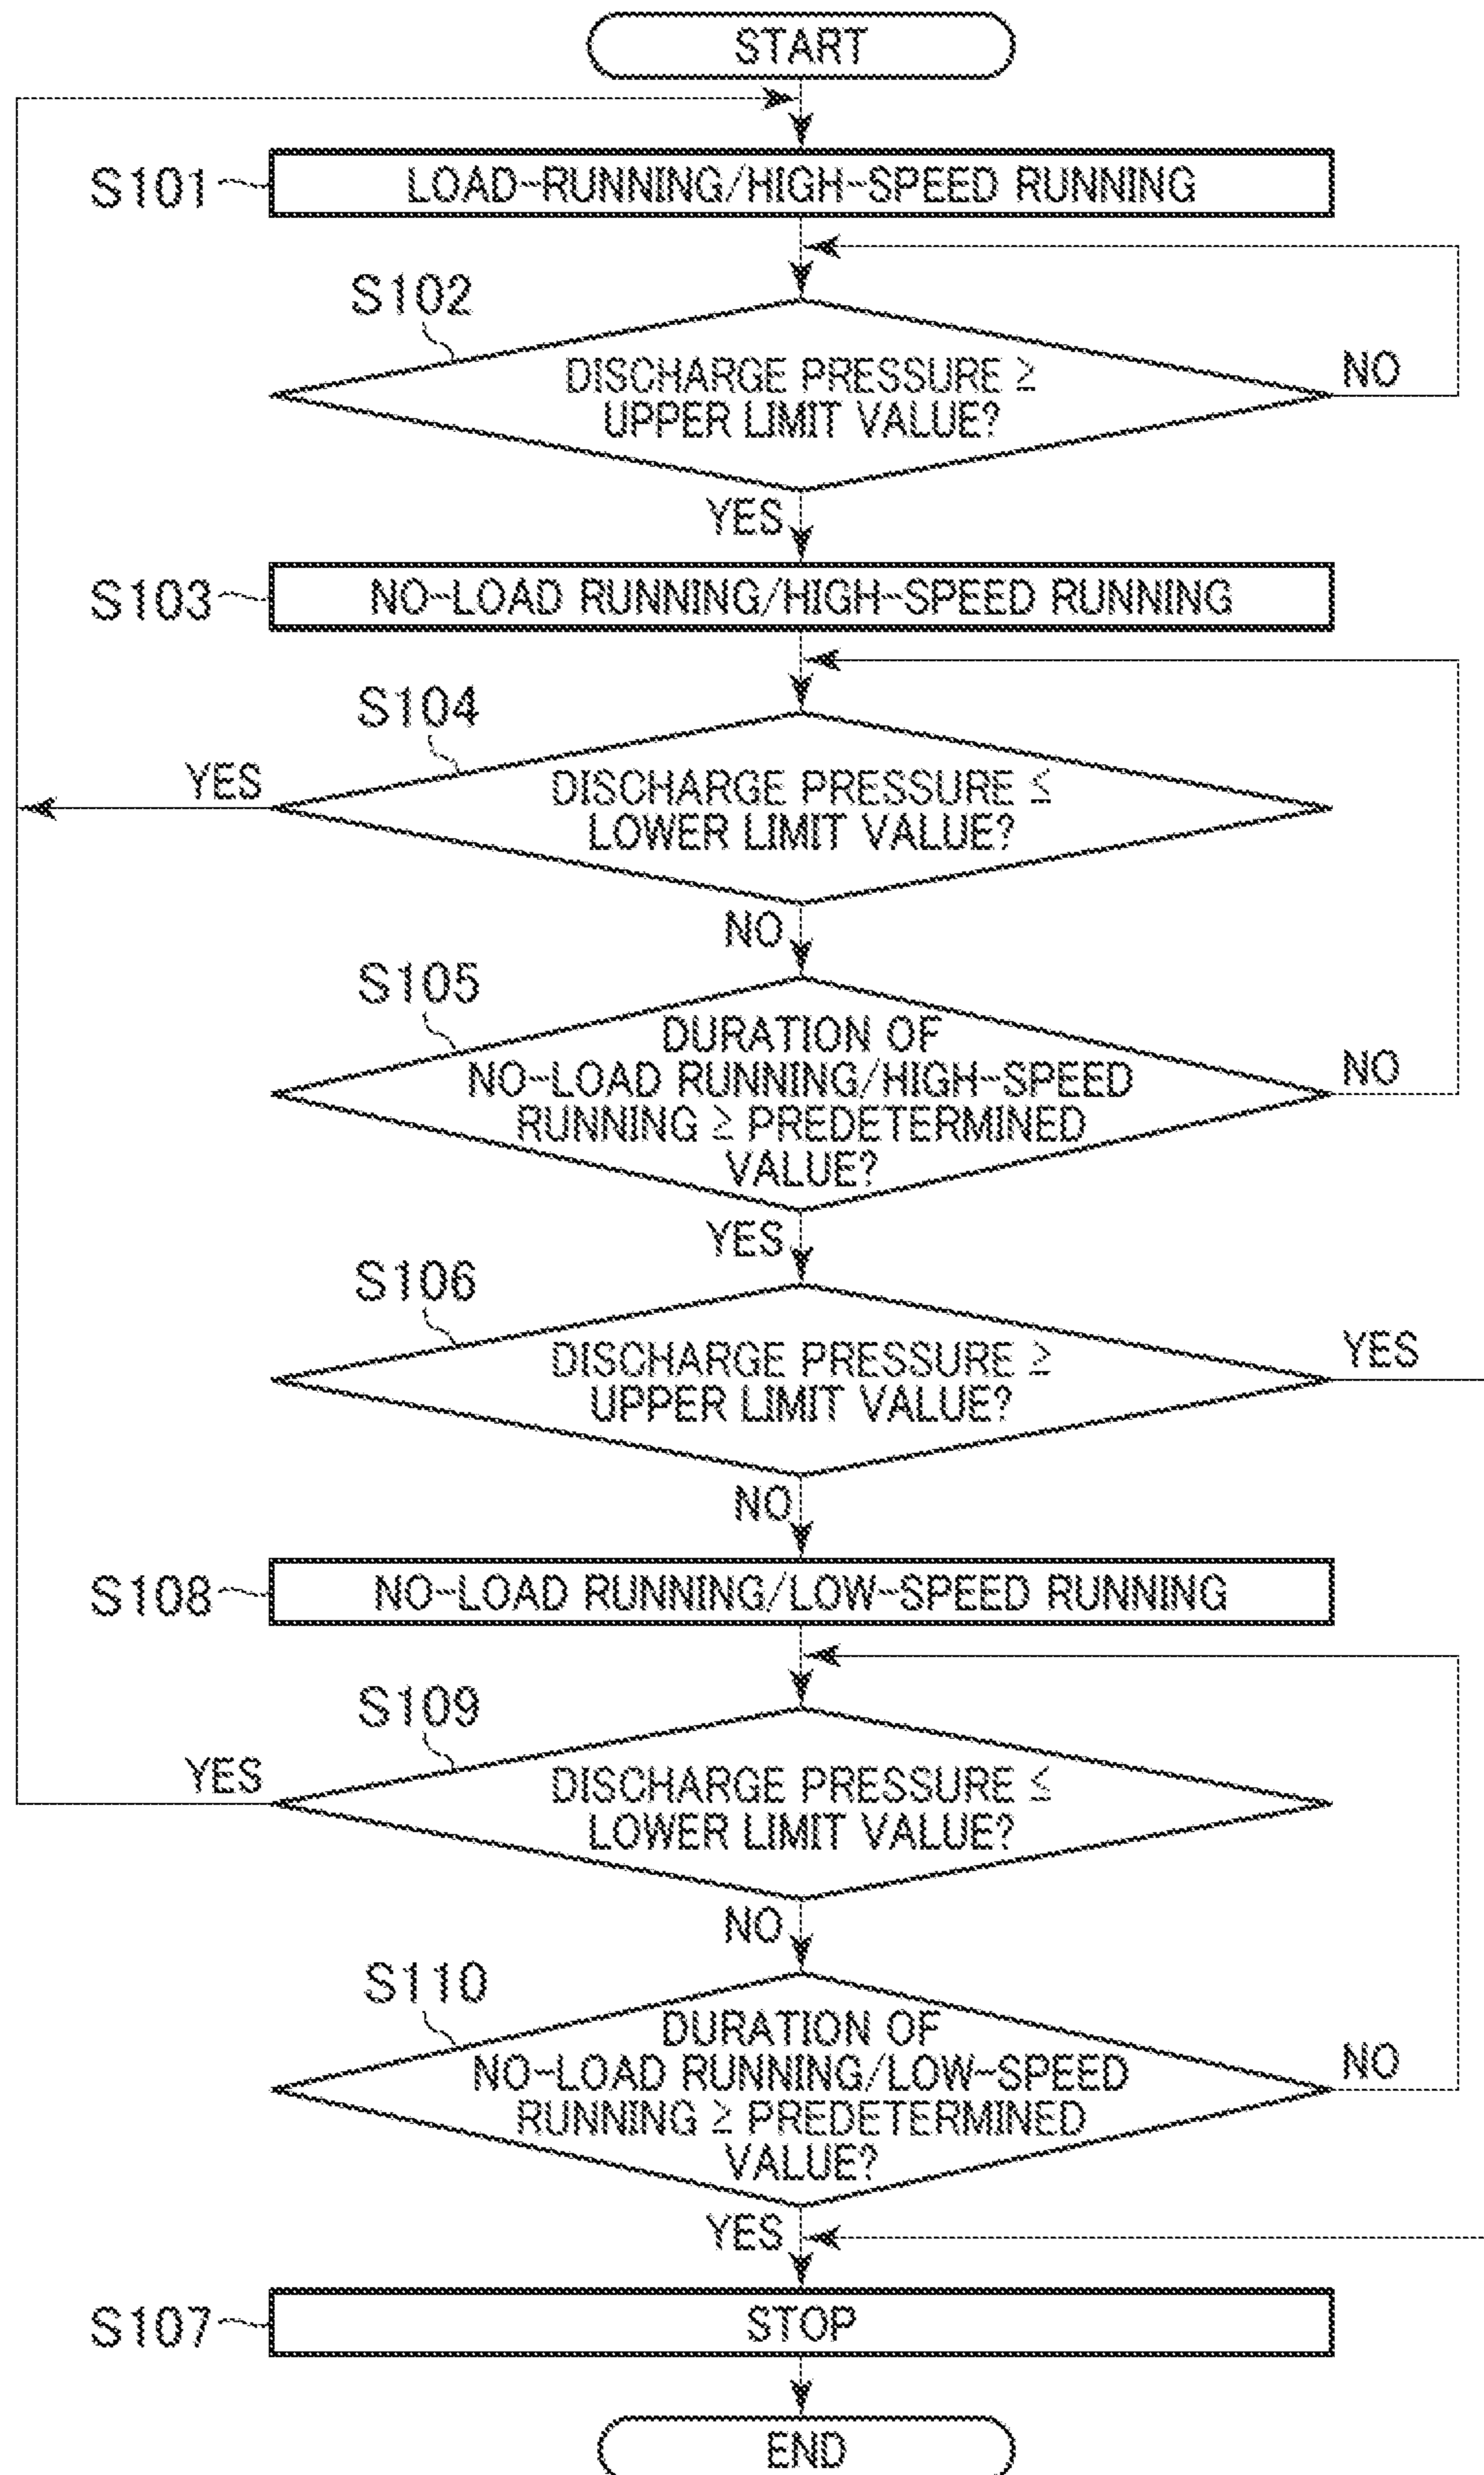 START
S101
LOAD-RUNNING/HIGH-SPEED RUNNING
S102
DISCHARGE PRESSURE ≥
UPPER LIMIT VALUE?
NO
YES
S103
NO-LOAD RUNNING/HIGH-SPEED RUNNING
S104
YES
DISCHARGE PRESSURE ≤
LOWER LIMIT VALUE?
NO
S105
DURATION OF
NO-LOAD RUNNING/HIGH-SPEED
RUNNING ≥ PREDETERMINED
VALUE?
NO
YES
S106
DISCHARGE PRESSURE ≥
UPPER LIMIT VALUE?
YES
NO
S108
NO-LOAD RUNNING/LOW-SPEED RUNNING
S109
YES
DISCHARGE PRESSURE ≤
LOWER LIMIT VALUE?
NO
S110
DURATION OF
NO-LOAD RUNNING/LOW-SPEED
RUNNING ≥ PREDETERMINED
VALUE?
NO
YES
S107
STOP
END